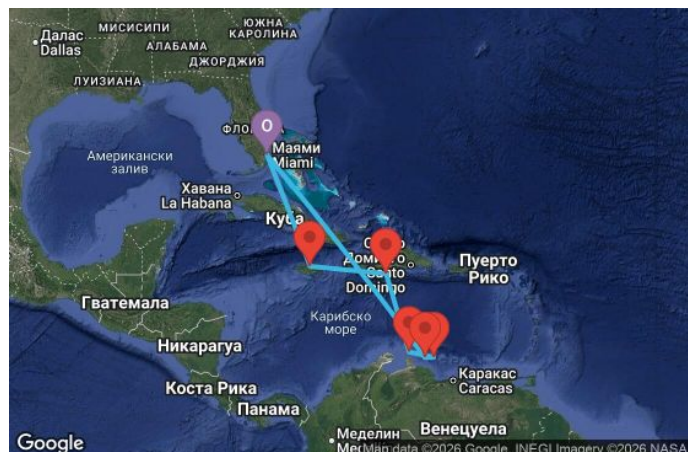 Далас
Dallas
МИСИСИПИ
АЛАБАМА
ЮЖНА
КАРОЛИНА
ДЖОРДЖИЯ
ЛУИЗИАНА
O
Маями
Miami
Американски
залив
Хавана
La Habana
Куба
Домин
Domingo
Пуерто
Рико
Гватемала
Карибско
море
Никарагуа
Каракас
Caracas
Коста Рика
Панама
Венецуела
Меделин
Google
Map data ©2026 Google, INEGI Imagery ©2026 NASA